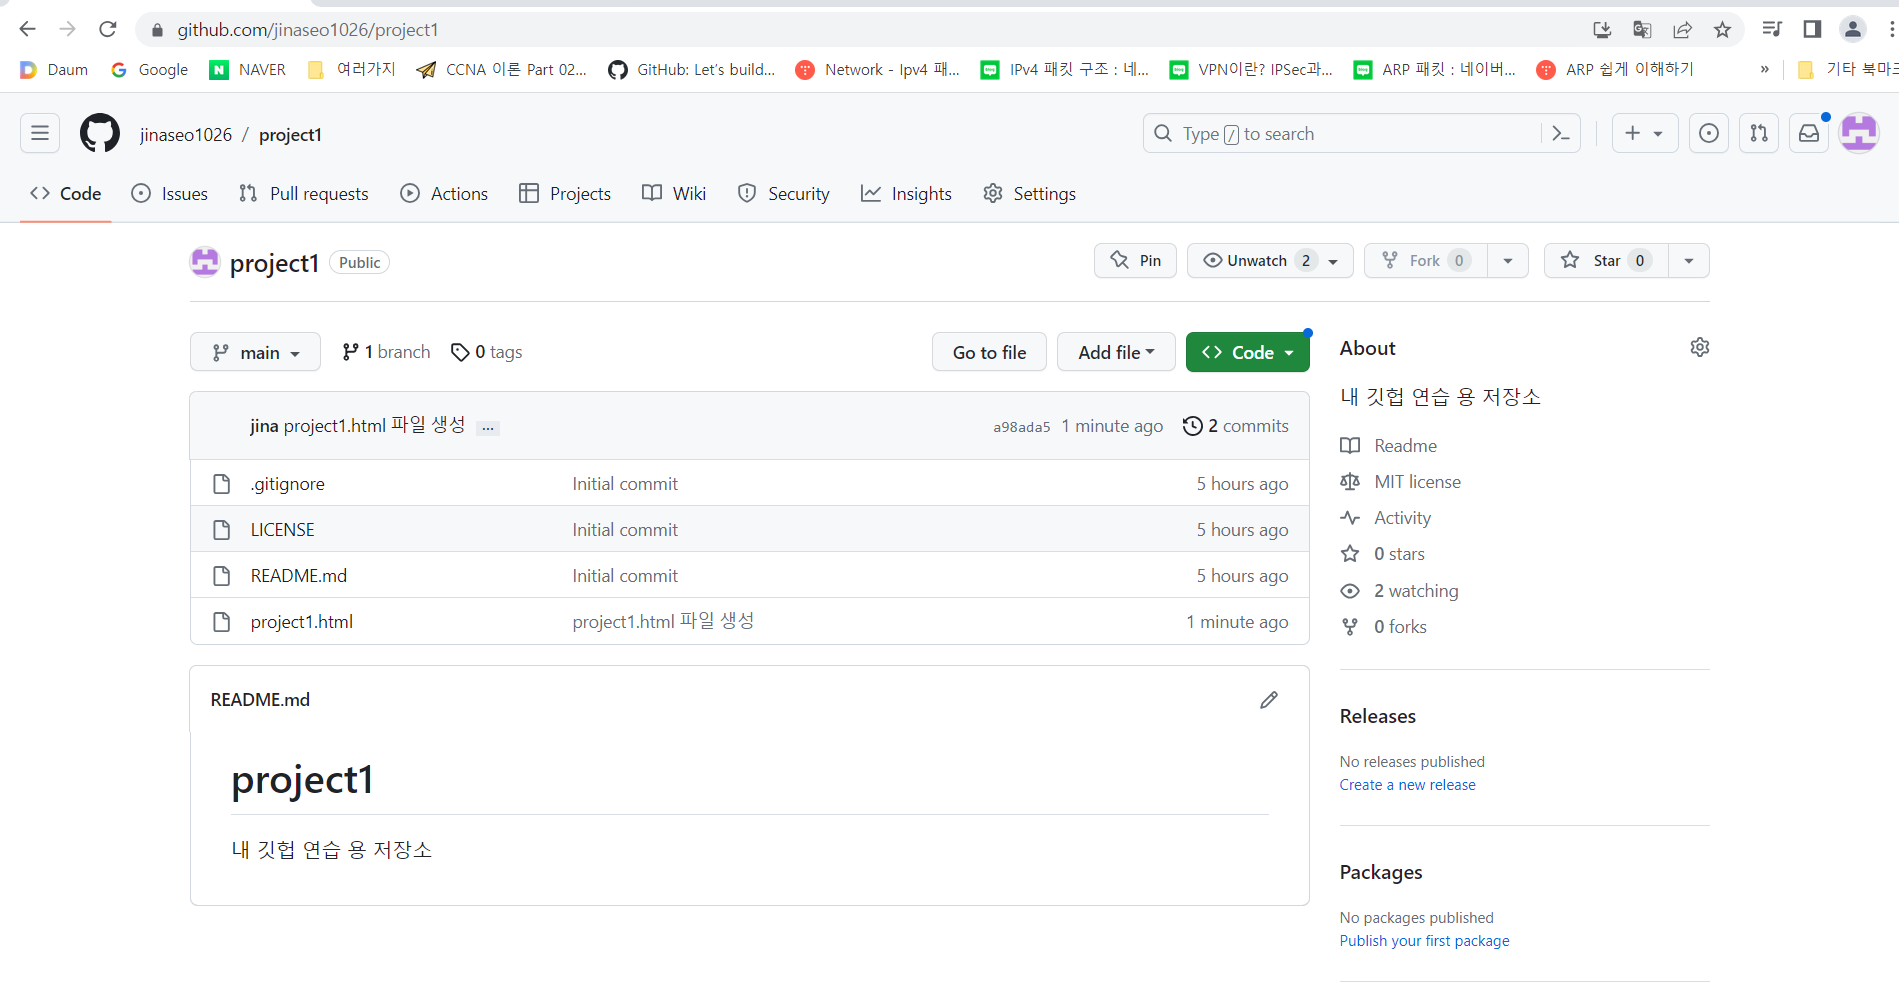 github.com/jinaseo1026/project1
Daum Google NAVER 여러가지 CCNA 이론 Part 02... GitHub: Let's build... Network - Ipv4 패... IPv4 패킷 구조 : 네... VPN이란? IPSec과... ARP 패킷 : 네이버... ARP 쉽게 이해하기 » 기타 북마크
jinaseo1026 / project1 Type / to search
Code Issues Pull requests Actions Projects Wiki Security Insights Settings
project1 Public Pin Unwatch 2 Fork 0 Star 0
main 1 branch 0 tags Go to file Add file Code
jina project1.html 파일 생성 ... a98ada5 1 minute ago 2 commits
.gitignore Initial commit 5 hours ago
LICENSE Initial commit 5 hours ago
README.md Initial commit 5 hours ago
project1.html project1.html 파일 생성 1 minute ago
README.md
project1
내 깃헙 연습 용 저장소
About
내 깃헙 연습 용 저장소
Readme
MIT license
Activity
0 stars
2 watching
0 forks
Releases
No releases published
Create a new release
Packages
No packages published
Publish your first package